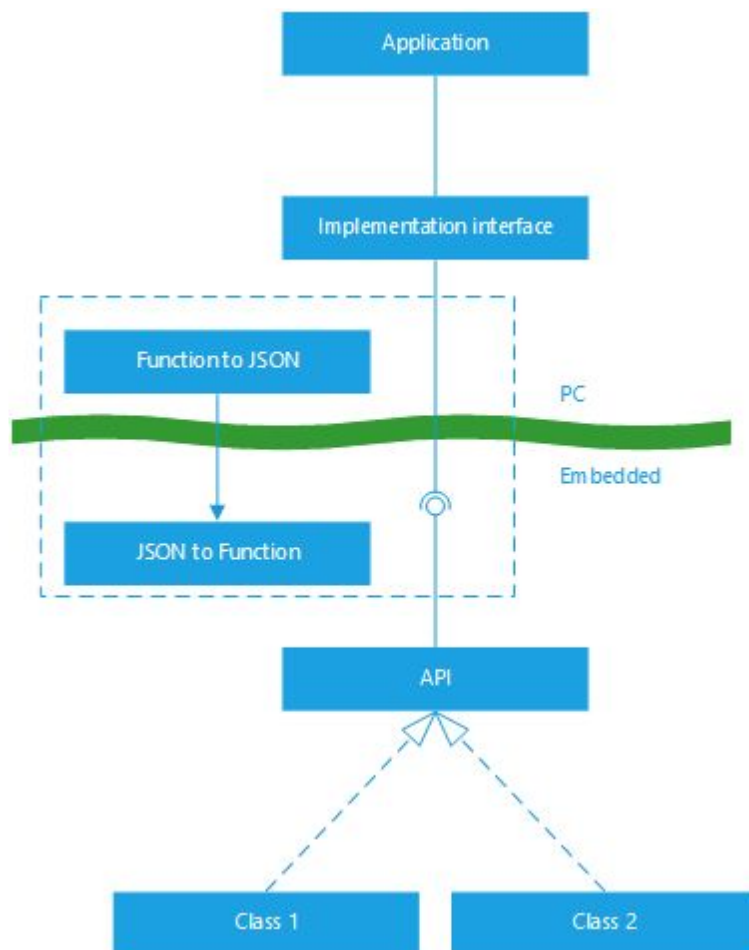 Application
Implementation interface
Function to JSON
PC
Embedded
JSON to Function
API
Class 1
Class 2